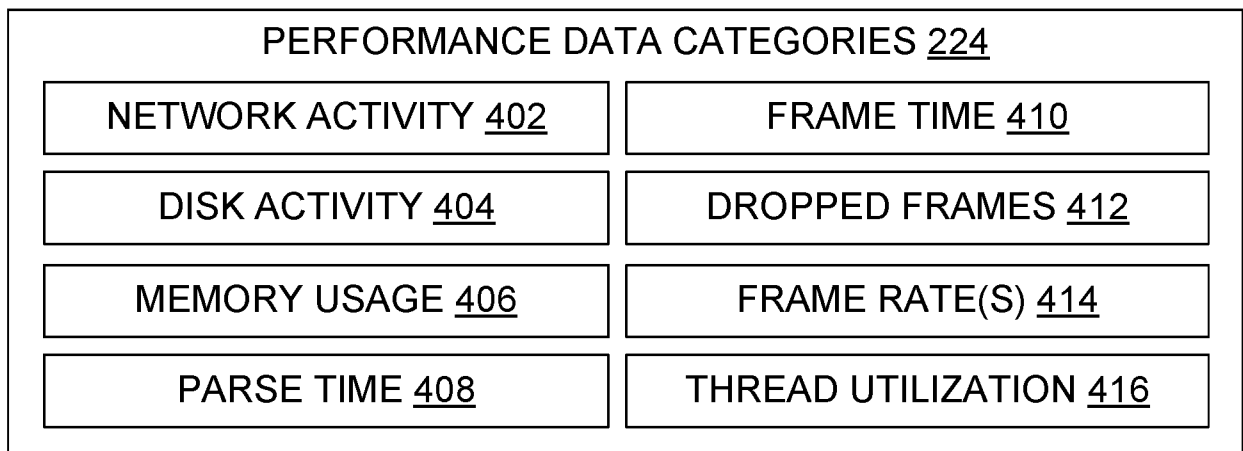 PERFORMANCE DATA CATEGORIES 224
NETWORK ACTIVITY 402
FRAME TIME 410
DISK ACTIVITY 404
DROPPED FRAMES 412
MEMORY USAGE 406
FRAME RATE(S) 414
PARSE TIME 408
THREAD UTILIZATION 416